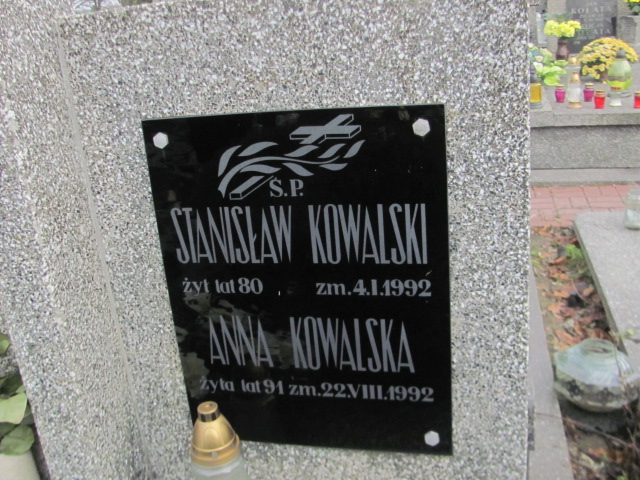 Ś.P.
STANISŁAW KOWALSKI
żył lat 80 zm. 4.I.1992
ANNA KOWALSKA
żyła lat 91 zm. 22.VIII.1992